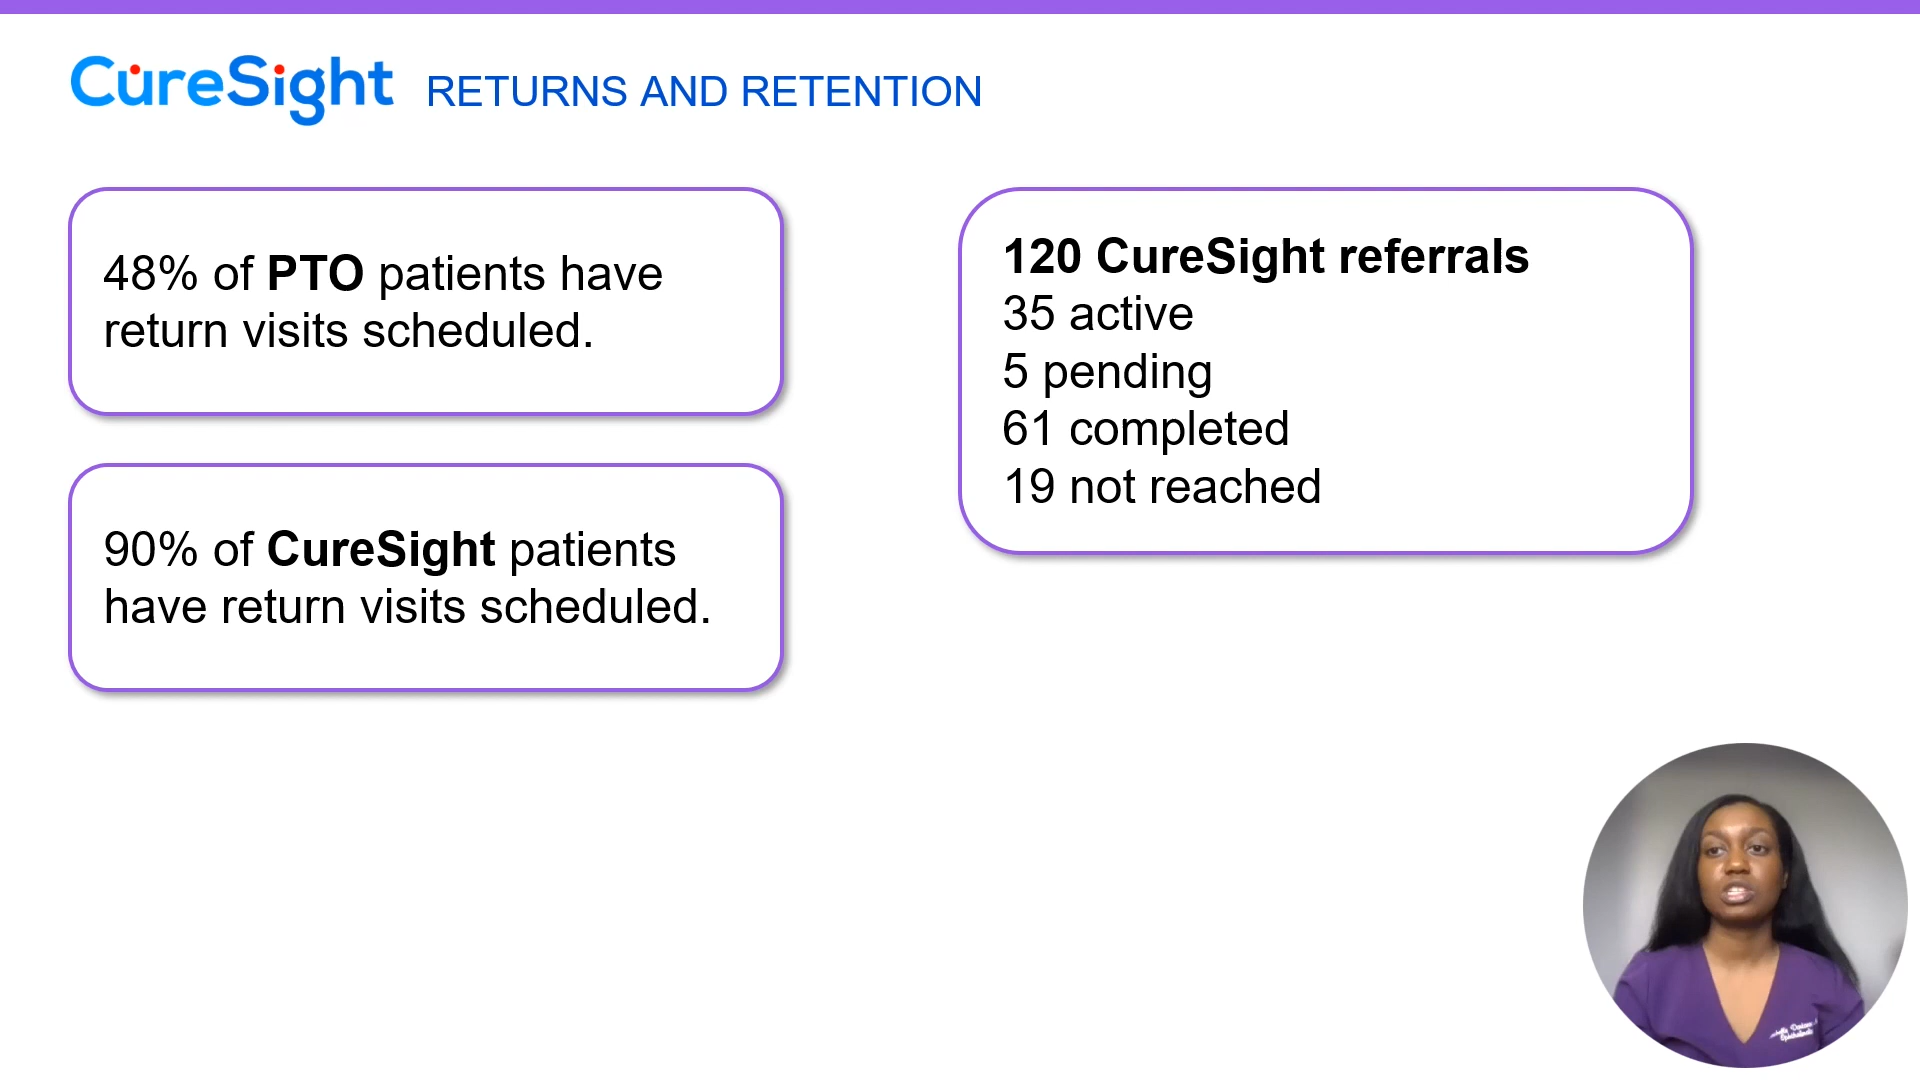 CureSight RETURNS AND RETENTION
48% of PTO patients have
return visits scheduled.
90% of CureSight patients
have return visits scheduled.
120 CureSight referrals
35 active
5 pending
61 completed
19 not reached